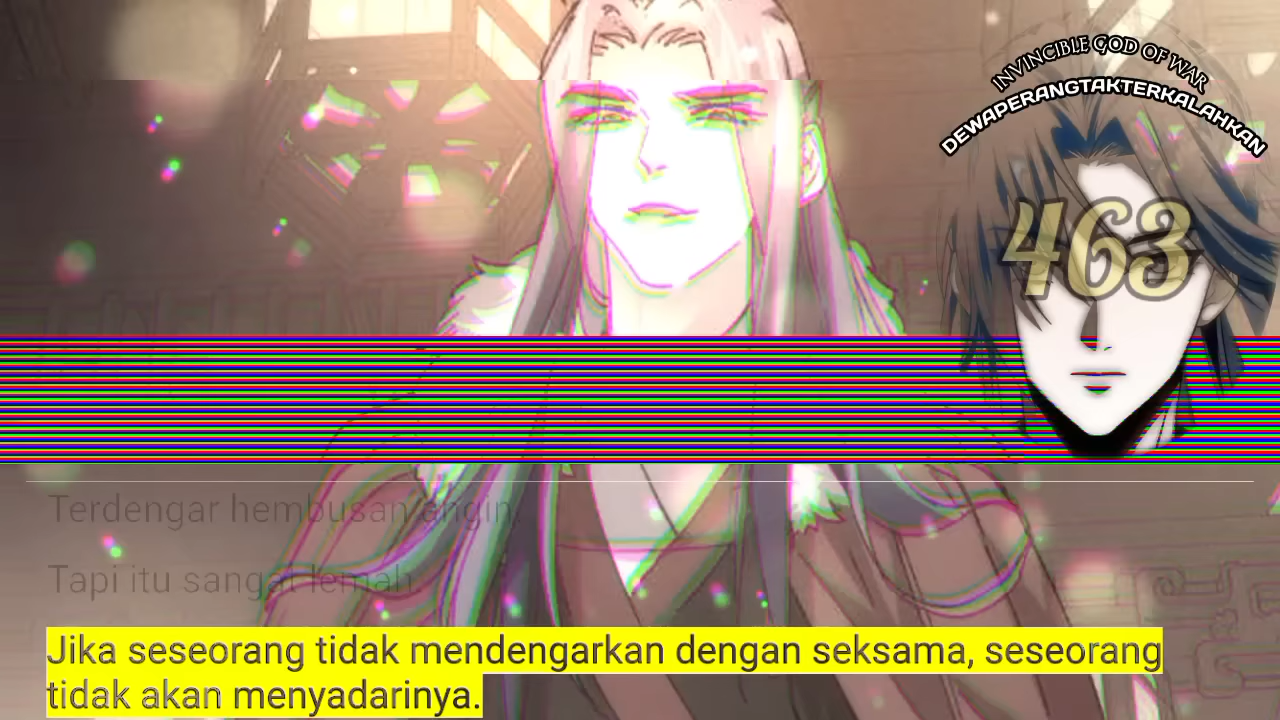 INVINCIBLE GOD OF WAR
DEWAPERANGTAKTERKALAHKAN
463
Terdengar hembusan angin.
Tapi itu sangat lemah.
Jika seseorang tidak mendengarkan dengan seksama, seseorang
tidak akan menyadarinya.